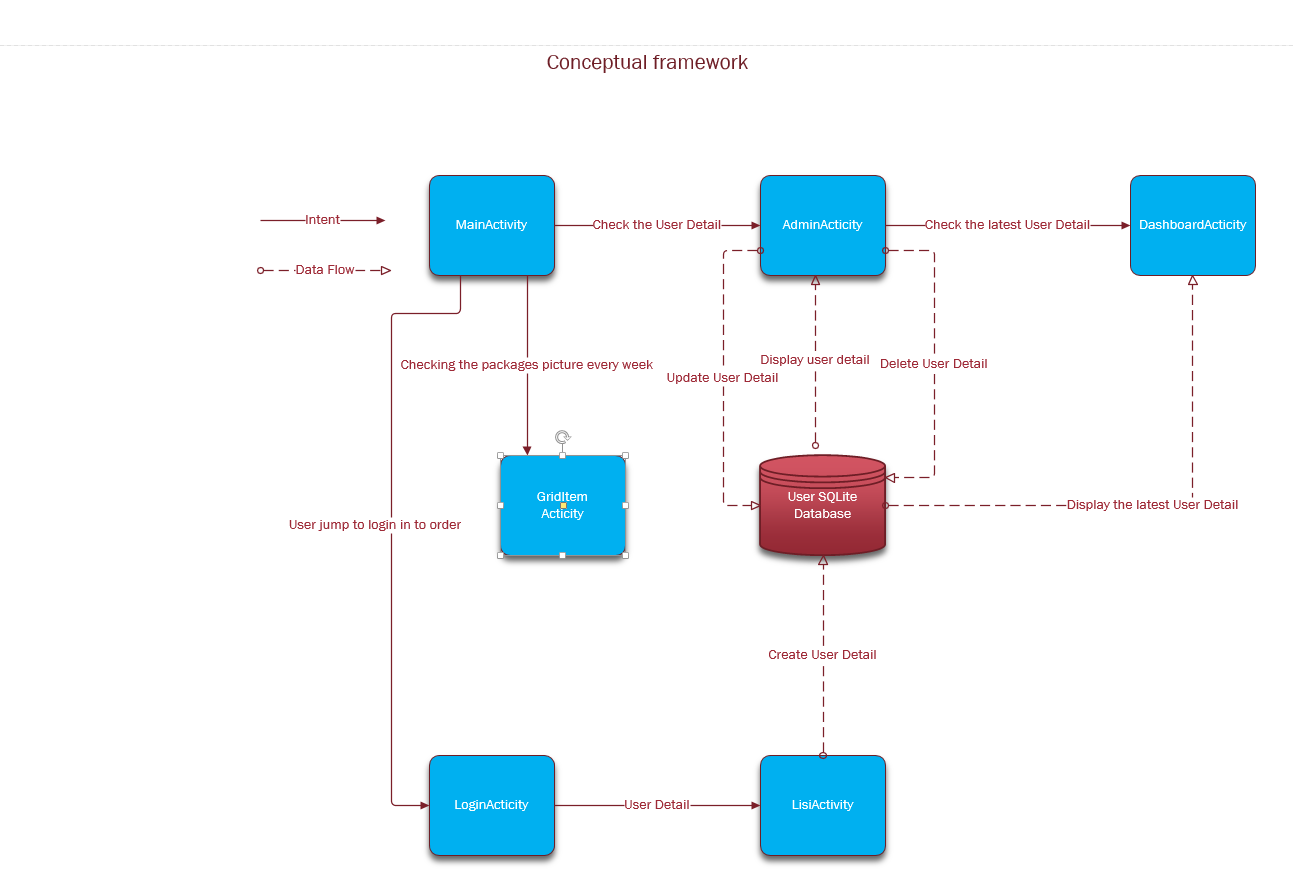 Conceptual framework
Intent
Data Flow
MainActivity
Check the User Detail
AdminActicity
Check the latest User Detail
DashboardActicity
Checking the packages picture every week
Update User Detail
Display user detail
Delete User Detail
GridItem
Acticity
User SQLite
Database
Display the latest User Detail
User jump to login in to order
Create User Detail
LoginActicity
User Detail
LisiActivity